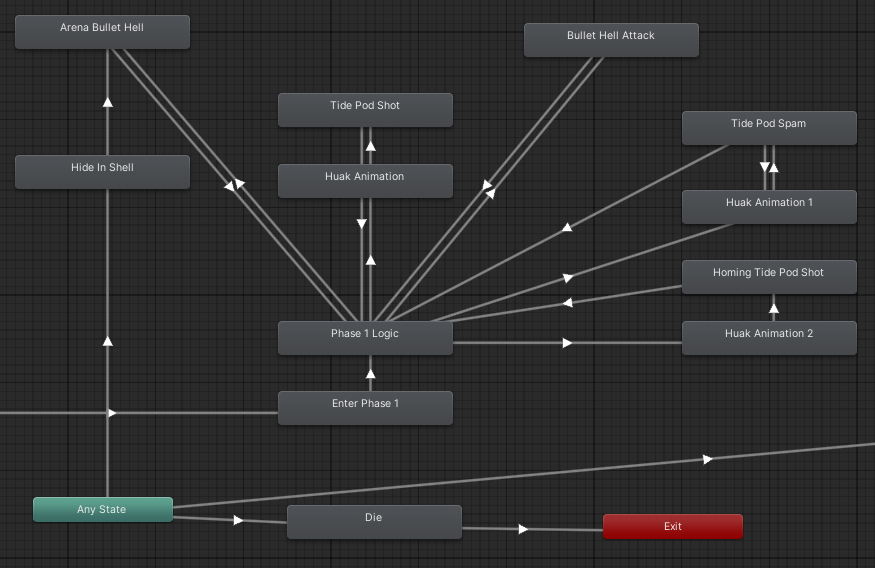 Arena Bullet Hell
Bullet Hell Attack
Tide Pod Shot
Tide Pod Spam
Hide In Shell
Huak Animation
Huak Animation 1
Homing Tide Pod Shot
Phase 1 Logic
Huak Animation 2
Enter Phase 1
Any State
Die
Exit